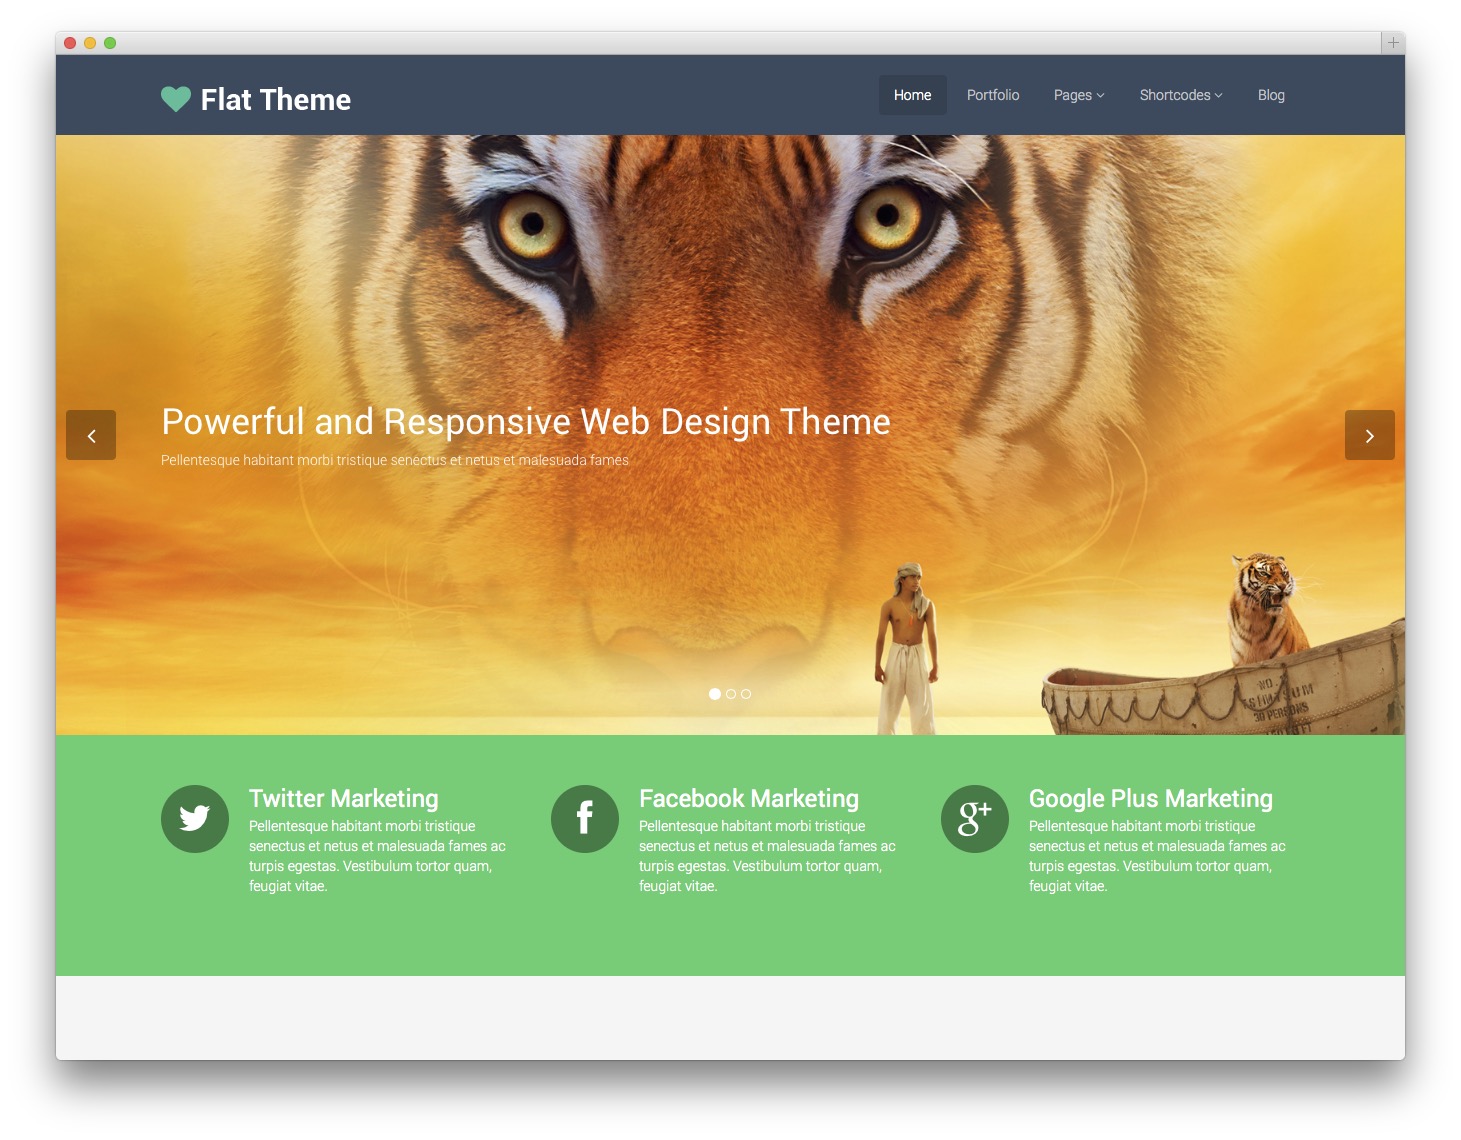 Flat Theme
Home Portfolio Pages Shortcodes Blog
Powerful and Responsive Web Design Theme
Pellentesque habitant morbi tristique senectus et netus et malesuada fames
NO
30 PERSONS
Twitter Marketing
Pellentesque habitant morbi tristique
senectus et netus et malesuada fames ac
turpis egestas. Vestibulum tortor quam,
feugiat vitae.
Facebook Marketing
Pellentesque habitant morbi tristique
senectus et netus et malesuada fames ac
turpis egestas. Vestibulum tortor quam,
feugiat vitae.
Google Plus Marketing
Pellentesque habitant morbi tristique
senectus et netus et malesuada fames ac
turpis egestas. Vestibulum tortor quam,
feugiat vitae.